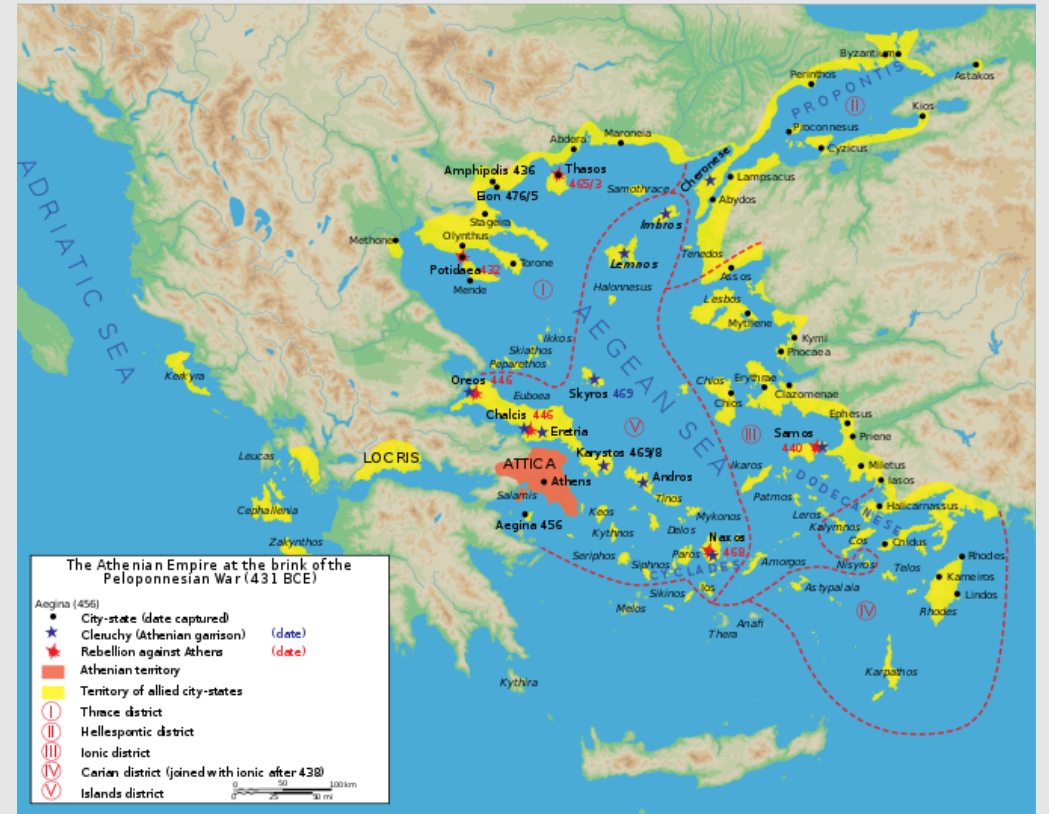 Byzantium
Astakos
Perinthos
PROPONTIS
II
Kios
Proconnesus
Cyzicus
Maroneia
Abdera
Cheronese
Amphipolis 436
Thasos
465/3
Samothrace
Lampsacus
Eion 476/5
Abydos
Stageira
Imbros
Olynthus
Methone
Tenedos
Torone
Lemnos
Potidaea 432
Assos
Mende
I
Halonnesus
Lesbos
Mytilene
ADRIATIC SEA
AEGEAN SEA
Ikkos
Kymi
Skiathos
Phocaea
Peparethos
Kerkyra
Oreos 446
Chios
Erythrae
Skyros 469
Clazomenae
Euboea
Chios
Chalcis 446
Ephesus
V
III
Samos
440
Eretria
Priene
Leucas
LOCRIS
Karystos 469/8
ATTICA
Ikaros
Miletus
Athens
Andros
Iasos
DODECANESE
Salamis
Tinos
Patmos
Cephallenia
Halicarnassus
Keos
Leros
Mykonos
Aegina 456
Kalymnos
Kythnos
Delos
Naxos
468
Cos
Cnidus
Zakynthos
Seriphos
Paros
Rhodes
Siphnos
Amorgos
Nisyros
Telos
CYCLADES
Kameiros
Ios
Astypalaia
Sikinos
Lindos
Melos
IV
Rhodes
Anafi
Thera
Karpathos
Kythira
The Athenian Empire at the brink of the
Peloponnesian War (431 BCE)
Aegina (456)
City-state (date captured)
Cleruchy (Athenian garrison) (date)
Rebellion against Athens (date)
Athenian territory
Territory of allied city-states
I Thrace district
II Hellespontic district
III Ionic district
IV Carian district (joined with ionic after 438)
V Islands district
0 50 100km
0 25 50 mi